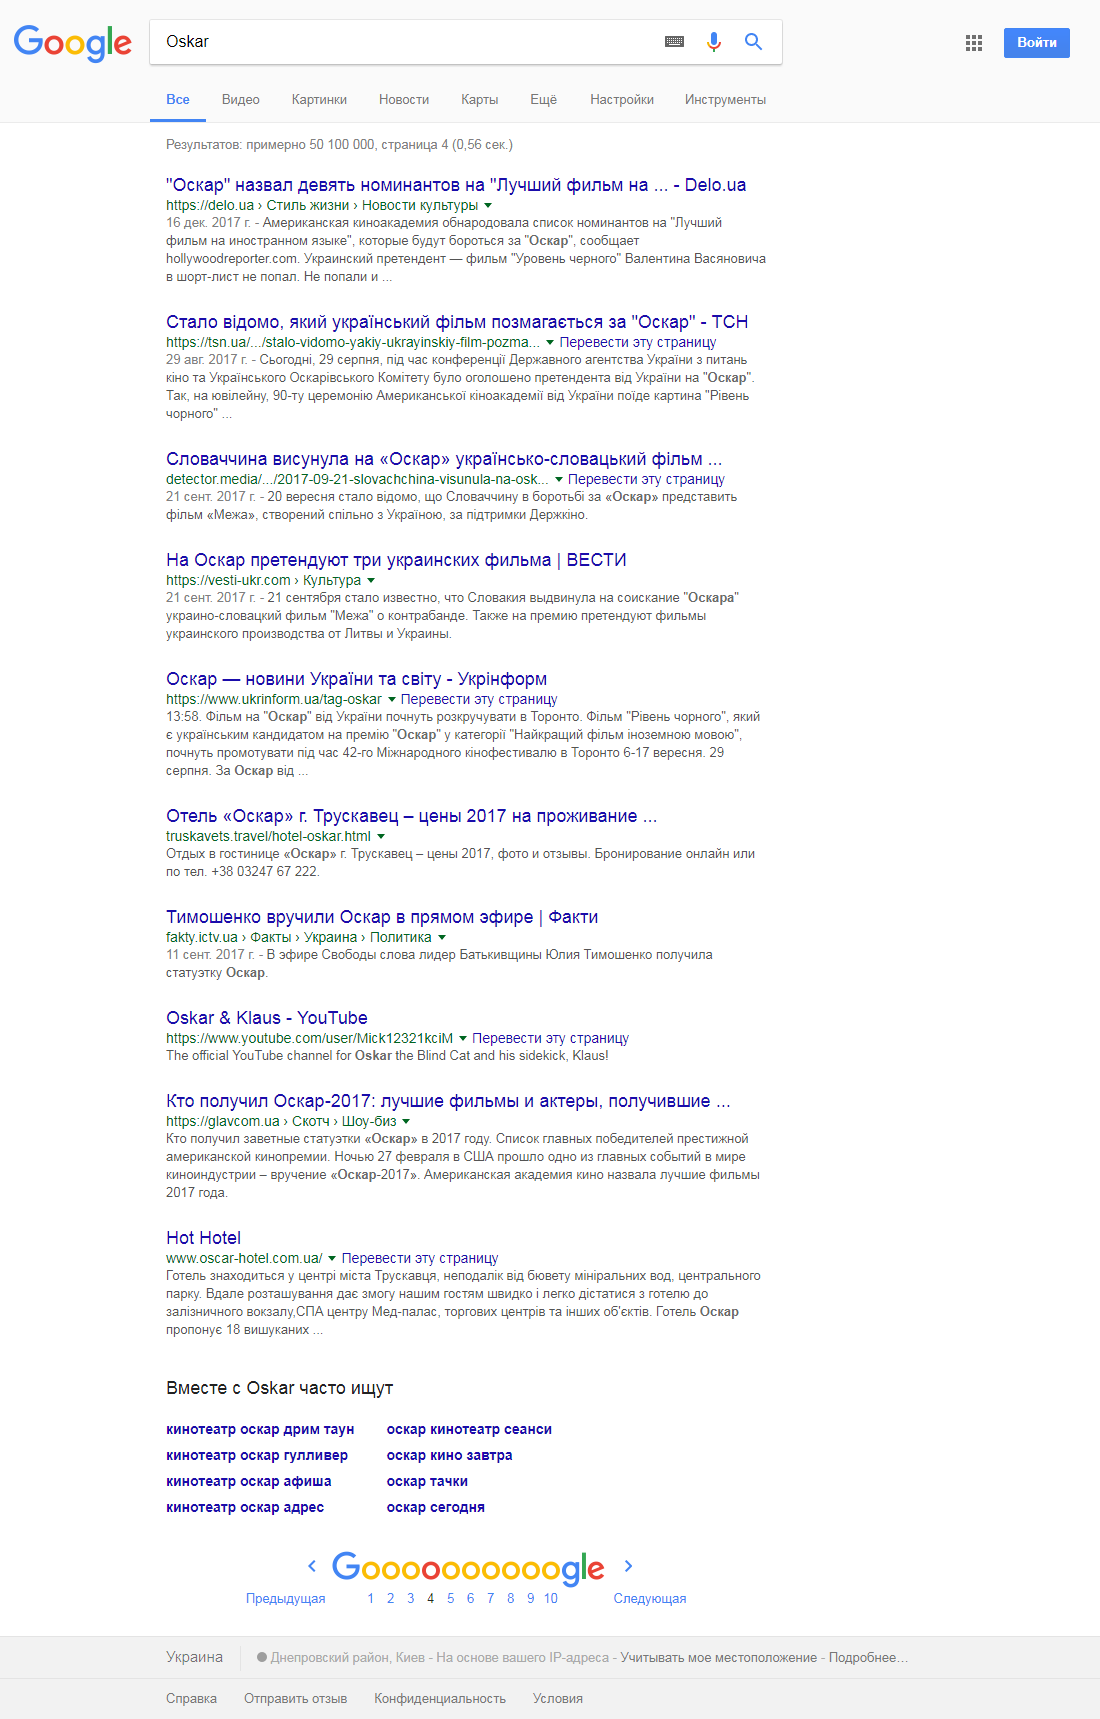 Google
Oskar
Войти
Все Видео Картинки Новости Карты Ещё Настройки Инструменты
Результатов: примерно 50 100 000, страница 4 (0,56 сек.)
"Оскар" назвал девять номинантов на "Лучший фильм на ... - Delo.ua
https://delo.ua › Стиль жизни › Новости культуры
16 дек. 2017 г. - Американская киноакадемия обнародовала список номинантов на "Лучший
фильм на иностранном языке", которые будут бороться за "Оскар", сообщает
hollywoodreporter.com. Украинский претендент — фильм "Уровень черного" Валентина Васяновича
в шорт-лист не попал. Не попали и ...
Стало відомо, який український фільм позмагається за "Оскар" - ТСН
https://tsn.ua/.../stalo-vidomo-yakiy-ukrayinskiy-film-pozma... Перевести эту страницу
29 авг. 2017 г. - Сьогодні, 29 серпня, під час конференції Державного агентства України з питань
кіно та Українського Оскарівського Комітету було оголошено претендента від України на "Оскар".
Так, на ювілейну, 90-ту церемонію Американської кіноакадемії від України поїде картина "Рівень
чорного" ...
Словаччина висунула на «Оскар» українсько-словацький фільм ...
detector.media/.../2017-09-21-slovachchina-visunula-na-osk... Перевести эту страницу
21 сент. 2017 г. - 20 вересня стало відомо, що Словаччину в боротьбі за «Оскар» представить
фільм «Межа», створений спільно з Україною, за підтримки Держкіно.
На Оскар претендуют три украинских фильма | ВЕСТИ
https://vesti-ukr.com › Культура
21 сент. 2017 г. - 21 сентября стало известно, что Словакия выдвинула на соискание "Оскара"
украино-словацкий фильм "Межа" о контрабанде. Также на премию претендуют фильмы
украинского производства от Литвы и Украины.
Оскар — новини України та світу - Укрінформ
https://www.ukrinform.ua/tag-oskar Перевести эту страницу
13:58. Фільм на "Оскар" від України почнуть розкручувати в Торонто. Фільм "Рівень чорного", який
є українським кандидатом на премію "Оскар" у категорії "Найкращий фільм іноземною мовою",
почнуть промотувати під час 42-го Міжнародного кінофестивалю в Торонто 6-17 вересня. 29
серпня. За Оскар від ...
Отель «Оскар» г. Трускавец – цены 2017 на проживание ...
truskavets.travel/hotel-oskar.html
Отдых в гостинице «Оскар» г. Трускавец – цены 2017, фото и отзывы. Бронирование онлайн или
по тел. +38 03247 67 222.
Тимошенко вручили Оскар в прямом эфире | Факти
fakty.ictv.ua › Факты › Украина › Политика
11 сент. 2017 г. - В эфире Свободы слова лидер Батькивщины Юлия Тимошенко получила
статуэтку Оскар.
Oskar & Klaus - YouTube
https://www.youtube.com/user/Mick12321kciM Перевести эту страницу
The official YouTube channel for Oskar the Blind Cat and his sidekick, Klaus!
Кто получил Оскар-2017: лучшие фильмы и актеры, получившие ...
https://glavcom.ua › Скотч › Шоу-биз
Кто получил заветные статуэтки «Оскар» в 2017 году. Список главных победителей престижной
американской кинопремии. Ночью 27 февраля в США прошло одно из главных событий в мире
киноиндустрии – вручение «Оскар-2017». Американская академия кино назвала лучшие фильмы
2017 года.
Hot Hotel
www.oscar-hotel.com.ua/ Перевести эту страницу
Готель знаходиться у центрі міста Трускавця, неподалік від бювету мініральних вод, центрального
парку. Вдале розташування дає змогу нашим гостям швидко і легко дістатися з готелю до
залізничного вокзалу,СПА центру Мед-палас, торгових центрів та інших об'єктів. Готель Оскар
пропонує 18 вишуканих ...
Вместе с Oskar часто ищут
кинотеатр оскар дрим таун оскар кинотеатр сеанси
кинотеатр оскар гулливер оскар кино завтра
кинотеатр оскар афиша оскар тачки
кинотеатр оскар адрес оскар сегодня
Goooooooooogle
Предыдущая 1 2 3 4 5 6 7 8 9 10 Следующая
Украина Днепровский район, Киев - На основе вашего IP-адреса - Учитывать мое местоположение - Подробнее…
Справка Отправить отзыв Конфиденциальность Условия